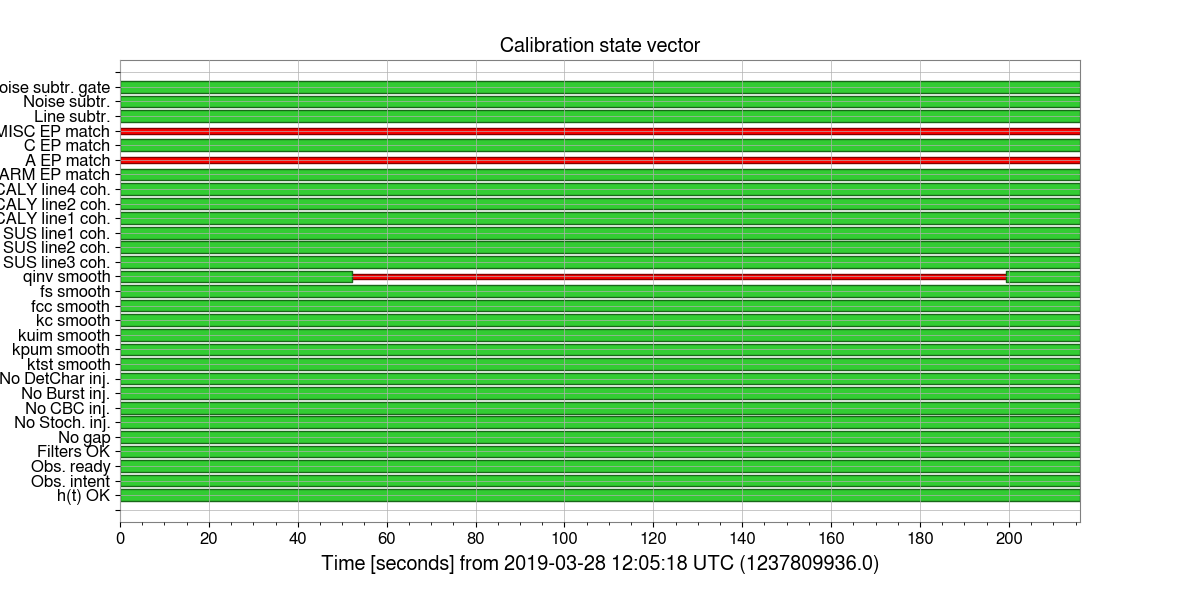 Calibration state vector
oise subtr. gate
Noise subtr.
Line subtr.
MISC EP match
C EP match
A EP match
ARM EP match
CALY line4 coh.
CALY line2 coh.
CALY line1 coh.
SUS line1 coh.
SUS line2 coh.
SUS line3 coh.
qinv smooth
fs smooth
fcc smooth
kc smooth
kuim smooth
kpum smooth
ktst smooth
No DetChar inj.
No Burst inj.
No CBC inj.
No Stoch. inj.
No gap
Filters OK
Obs. ready
Obs. intent
h(t) OK
0 20 40 60 80 100 120 140 160 180 200
Time [seconds] from 2019-03-28 12:05:18 UTC (1237809936.0)